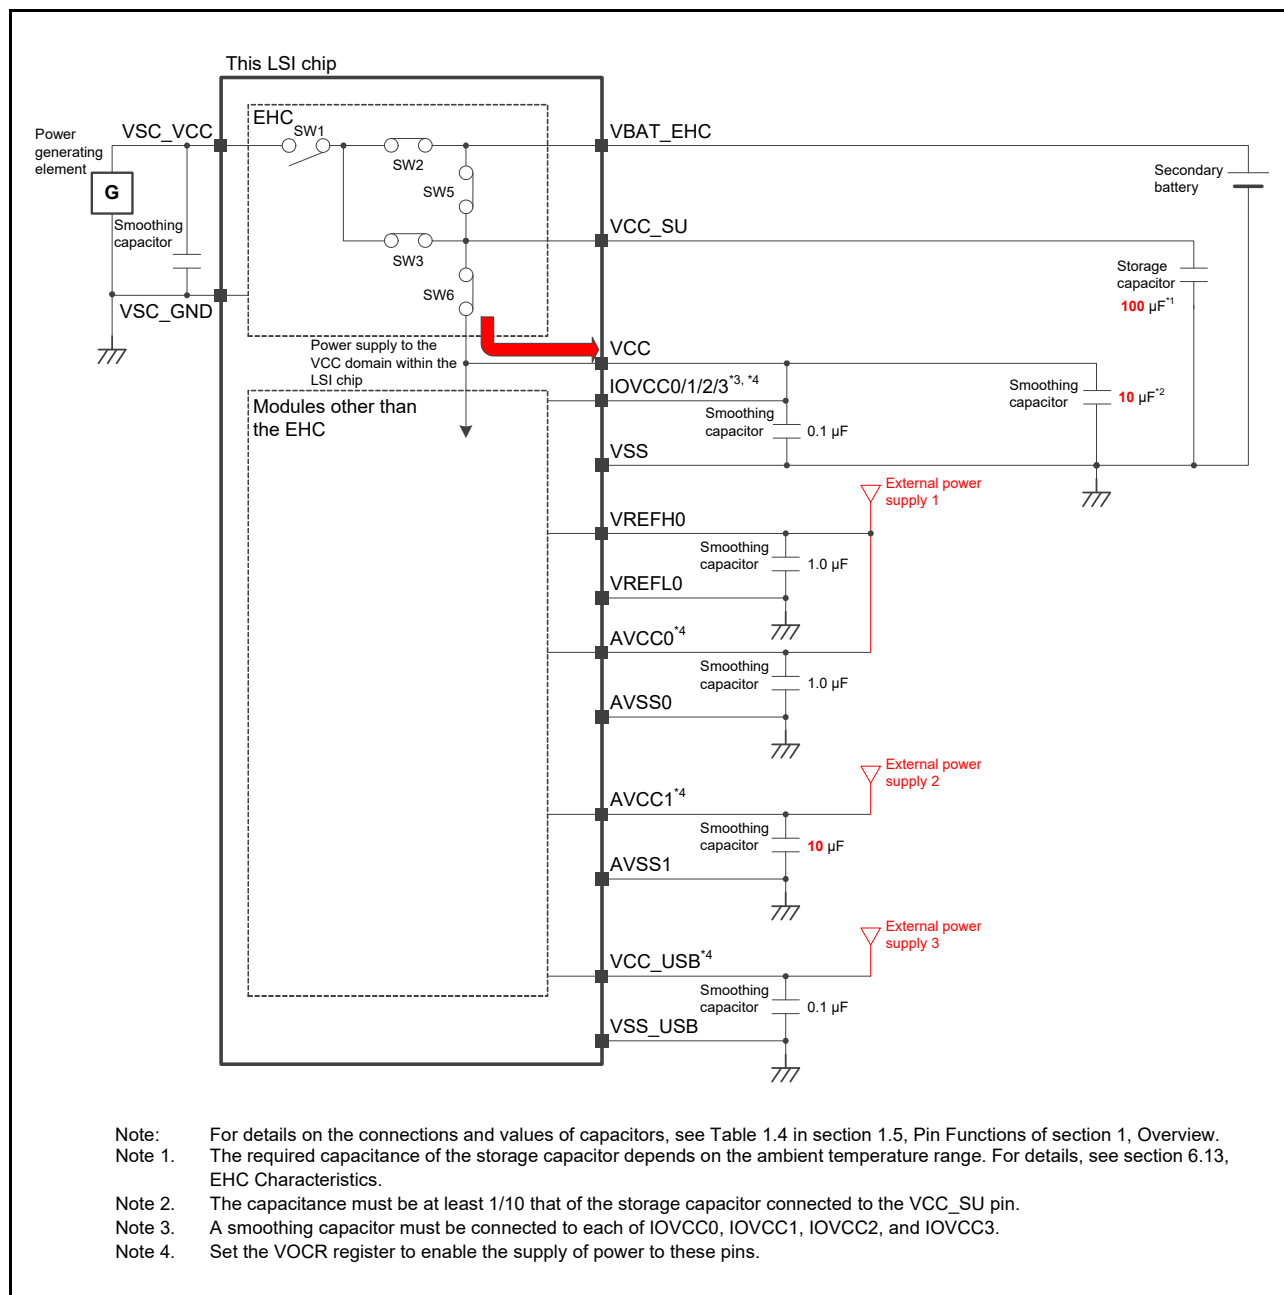 This LSI chip
EHC
Power
generating
element
VSC_VCC
G
Smoothing
capacitor
VSC_GND
SW1
SW2
SW5
SW3
SW6
VBAT_EHC
Secondary
battery
VCC_SU
Storage
capacitor
100 µF*1
Power supply to the
VCC domain within the
LSI chip
VCC
IOVCC0/1/2/3*3, *4
Smoothing
capacitor
0.1 µF
Smoothing
capacitor
10 µF*2
Modules other than
the EHC
VSS
External power
supply 1
VREFH0
Smoothing
capacitor
1.0 µF
VREFL0
AVCC0*4
Smoothing
capacitor
1.0 µF
AVSS0
External power
supply 2
AVCC1*4
Smoothing
capacitor
10 µF
AVSS1
External power
supply 3
VCC_USB*4
Smoothing
capacitor
0.1 µF
VSS_USB
Note: For details on the connections and values of capacitors, see Table 1.4 in section 1.5, Pin Functions of section 1, Overview.
Note 1. The required capacitance of the storage capacitor depends on the ambient temperature range. For details, see section 6.13,
EHC Characteristics.
Note 2. The capacitance must be at least 1/10 that of the storage capacitor connected to the VCC_SU pin.
Note 3. A smoothing capacitor must be connected to each of IOVCC0, IOVCC1, IOVCC2, and IOVCC3.
Note 4. Set the VOCR register to enable the supply of power to these pins.